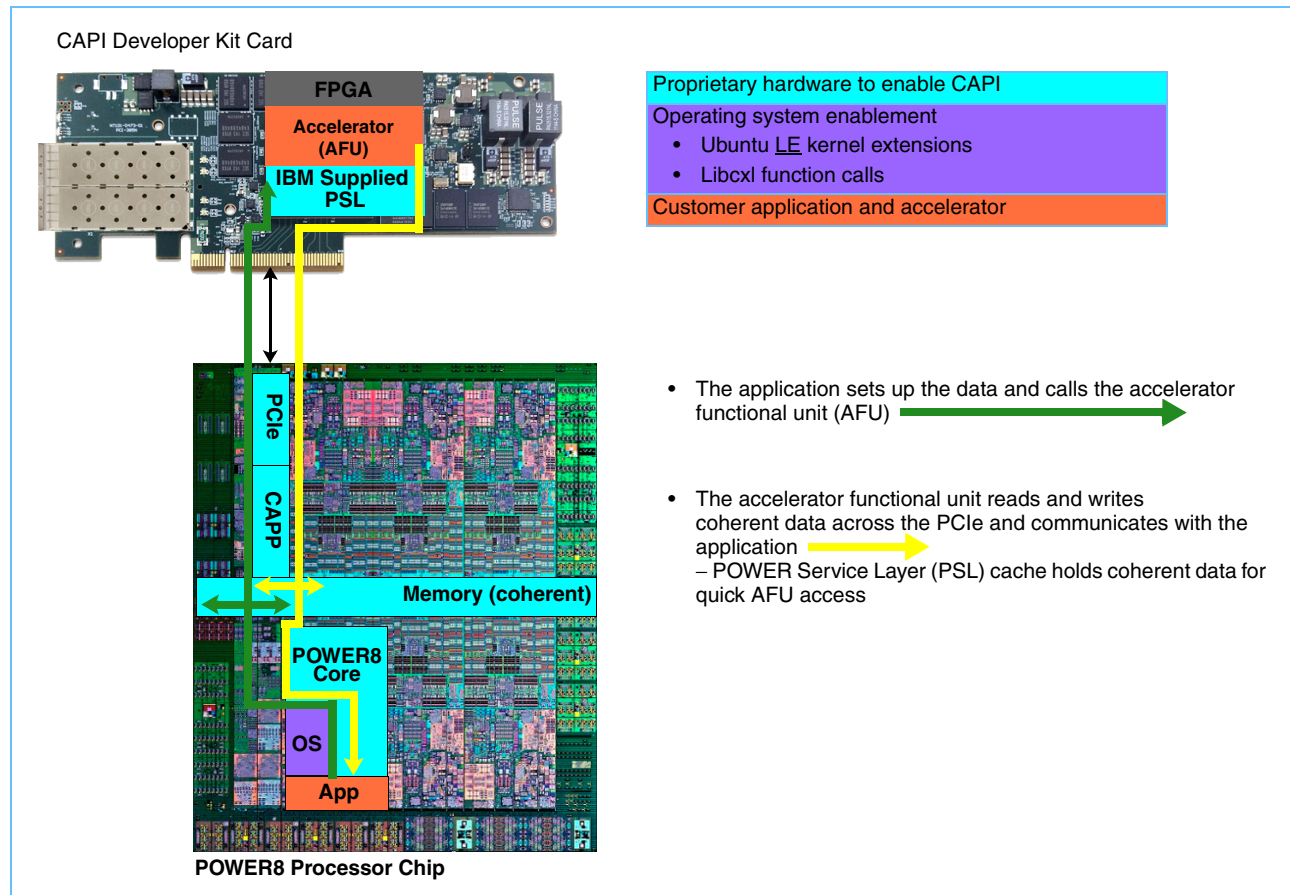 CAPI Developer Kit Card
FPGA
Accelerator
(AFU)
IBM Supplied
PSL
PULSE
PULSE
Proprietary hardware to enable CAPI
Operating system enablement
• Ubuntu LE kernel extensions
• Libcxl function calls
Customer application and accelerator
PCIe
CAPP
Memory (coherent)
POWER8
Core
OS
App
POWER8 Processor Chip
• The application sets up the data and calls the accelerator
functional unit (AFU)
• The accelerator functional unit reads and writes
coherent data across the PCIe and communicates with the
application
– POWER Service Layer (PSL) cache holds coherent data for
quick AFU access